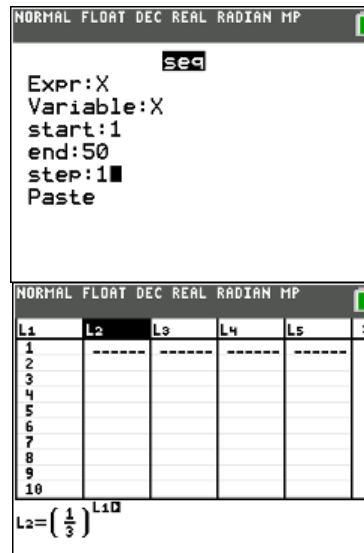 NORMAL FLOAT DEC REAL RADIAN MP
seq
Expr:X
Variable:X
start:1
end:50
step:1
Paste
NORMAL FLOAT DEC REAL RADIAN MP
L1 L2 L3 L4 L5
1 ------ ------ ------ ------
2
3
4
5
6
7
8
9
10
L2=(1/3)^L1